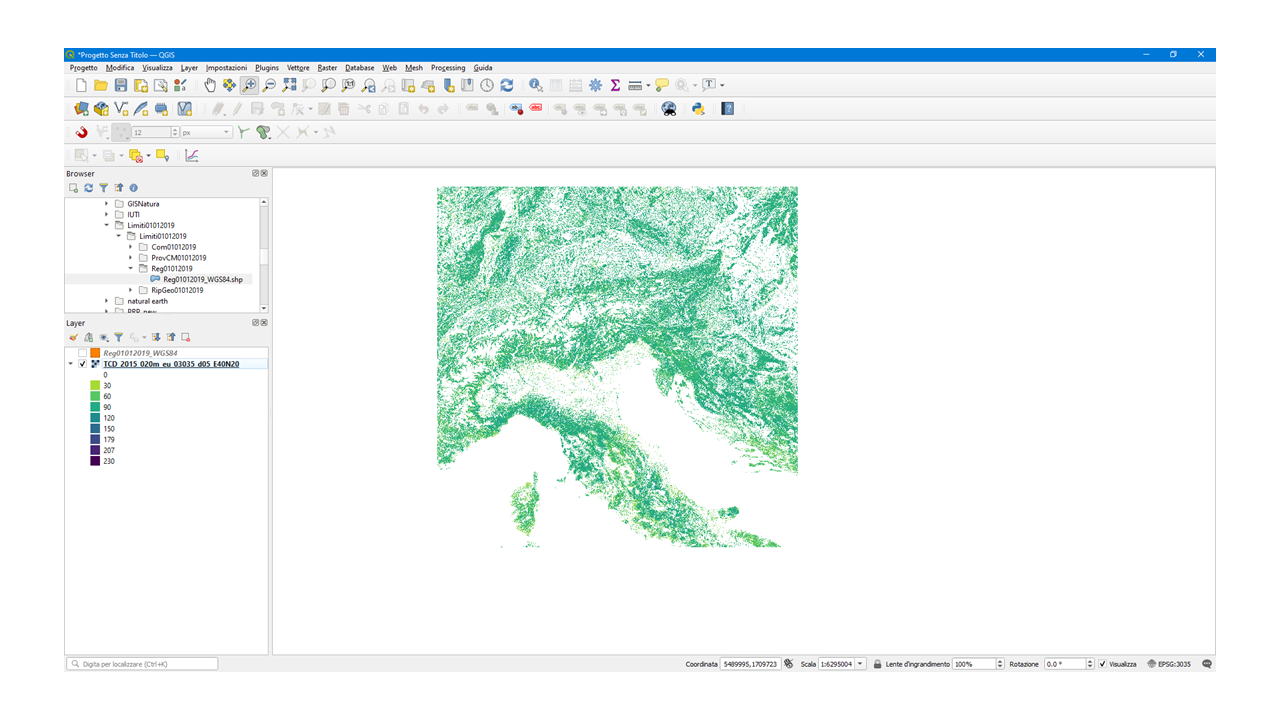 *Progetto Senza Titolo — QGIS
Progetto Modifica Visualizza Layer Impostazioni Plugins Vettore Raster Database Web Mesh Processing Guida
12 px
Browser
GISNatura
IUTI
Limiti01012019
Limiti01012019
Com01012019
ProvCM01012019
Reg01012019
Reg01012019_WGS84.shp
RipGeo01012019
natural earth
Layer
Reg01012019_WGS84
TCD_2015_020m_eu_03035_d05_E40N20
0
30
60
90
120
150
179
207
230
Digita per localizzare (Ctrl+K) Coordinata 5489995,1709723 Scala 1:6295004 Lente d'ingrandimento 100% Rotazione 0.0 ° Visualizza EPSG:3035